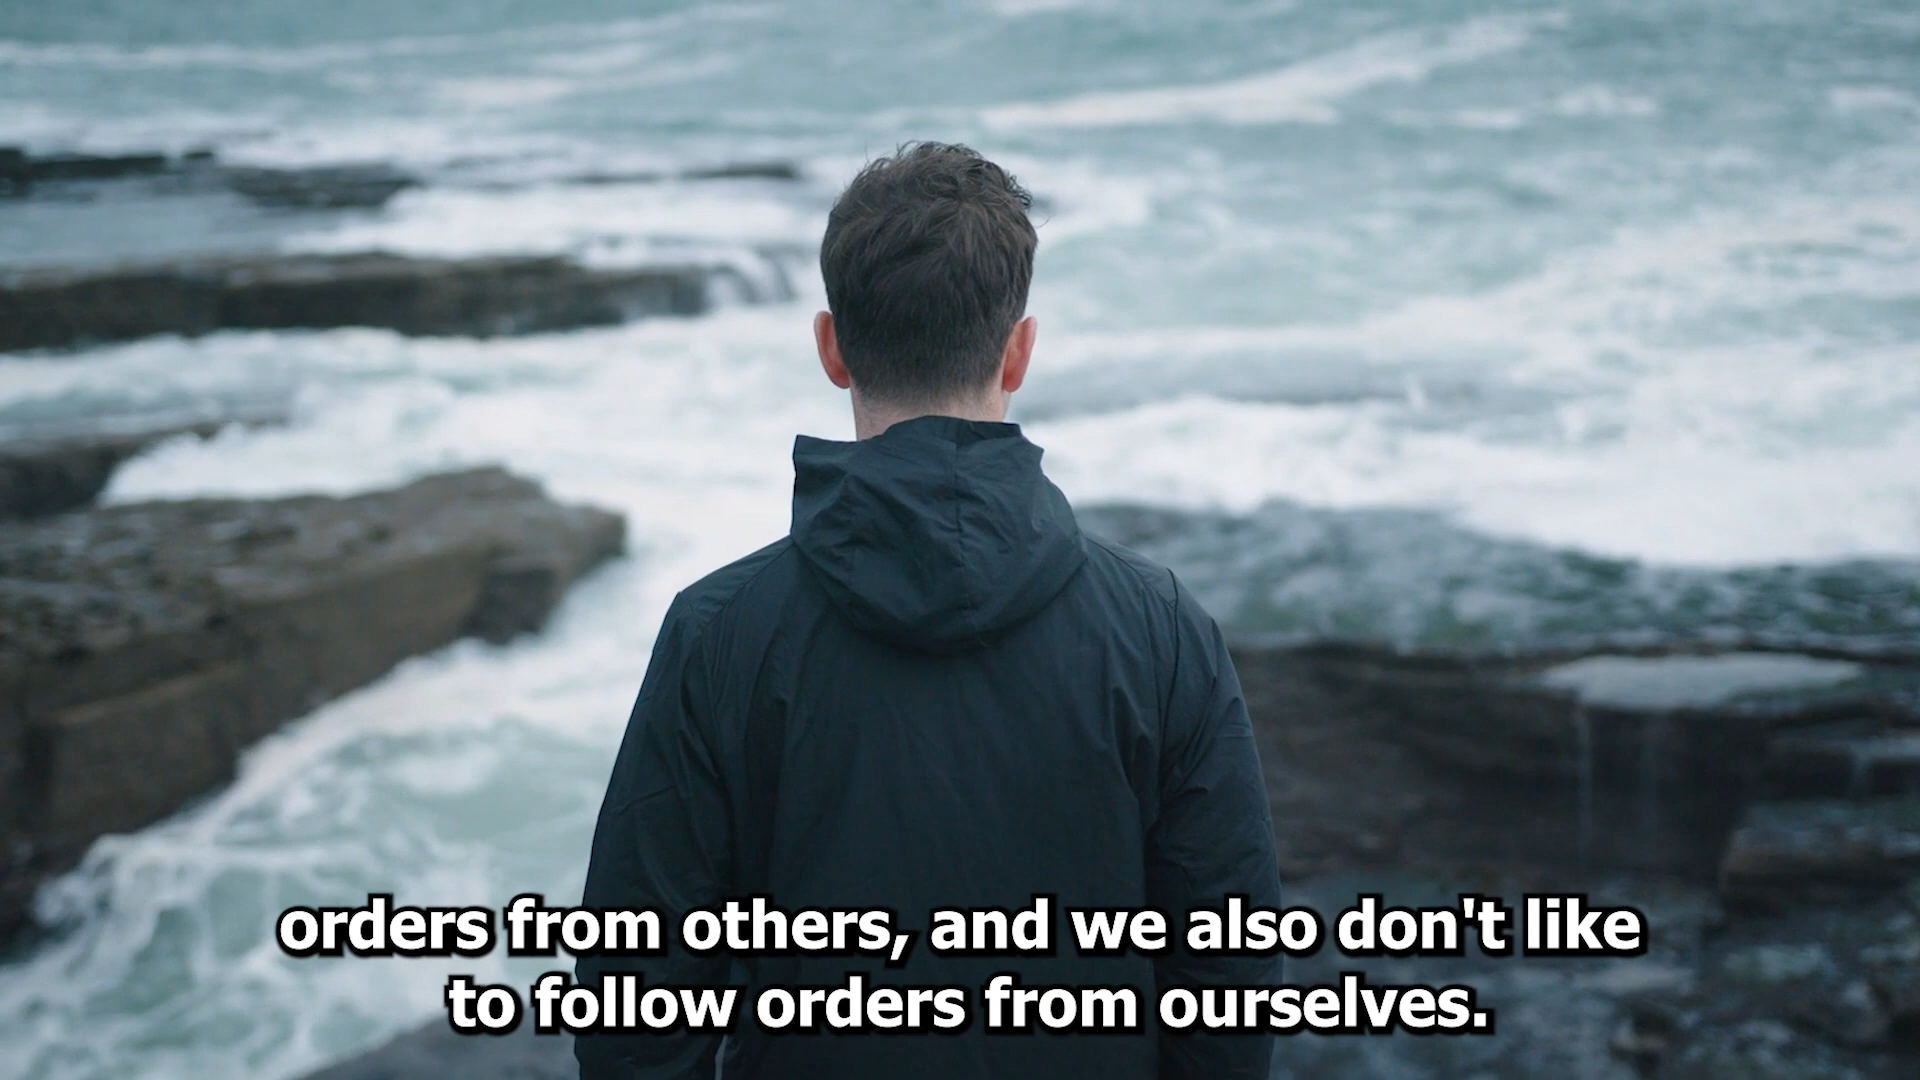 orders from others, and we also don't like
to follow orders from ourselves.